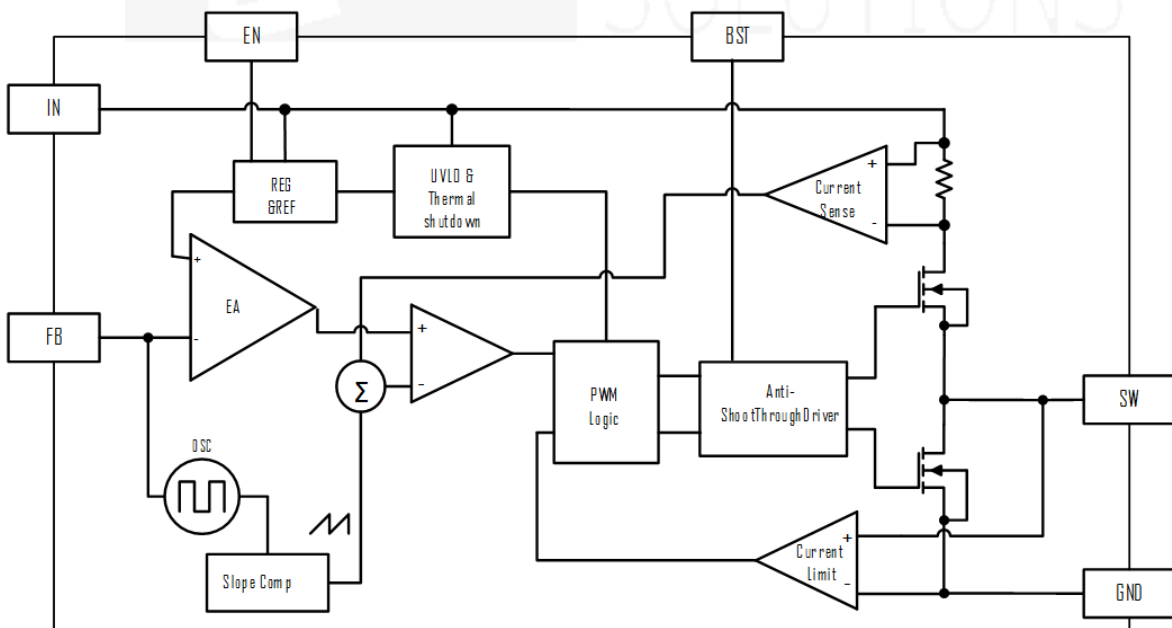 SOLUTIONS
EN
BST
IN
REG
&REF
UVLO &
Thermal
shutdown
+
Current
Sense
-
+
EA
-
FB
+
-
Σ
PWM
Logic
Anti-
ShootThroughDriver
SW
OSC
Slope Comp
+
Current
Limit
-
GND